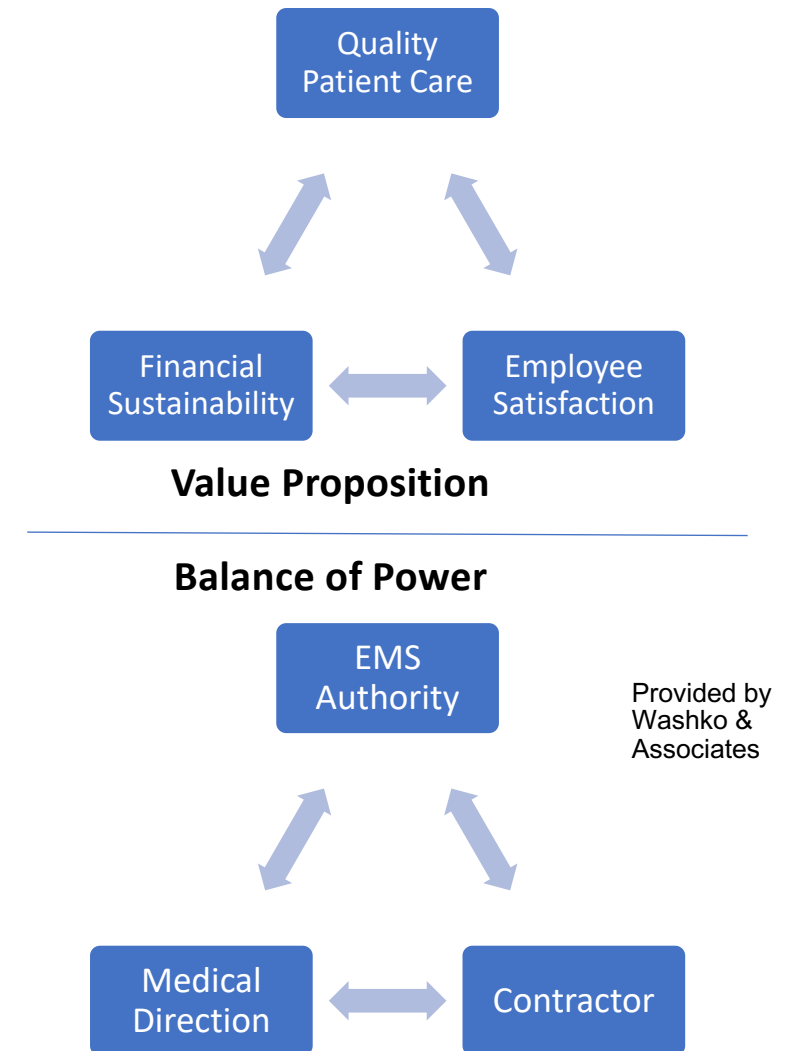 Quality
Patient Care
Financial
Sustainability
Employee
Satisfaction
Value Proposition
Balance of Power
EMS
Authority
Provided by
Washko &
Associates
Medical
Direction
Contractor